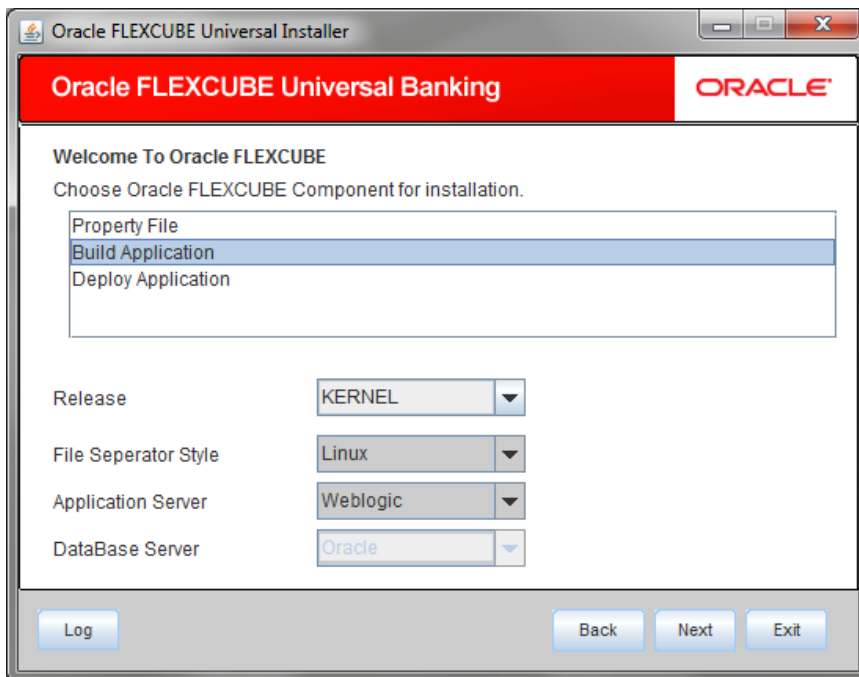 Oracle FLEXCUBE Universal Installer
Oracle FLEXCUBE Universal Banking
ORACLE
Welcome To Oracle FLEXCUBE
Choose Oracle FLEXCUBE Component for installation.
Property File
Build Application
Deploy Application
Release KERNEL
File Seperator Style Linux
Application Server Weblogic
DataBase Server Oracle
Log Back Next Exit